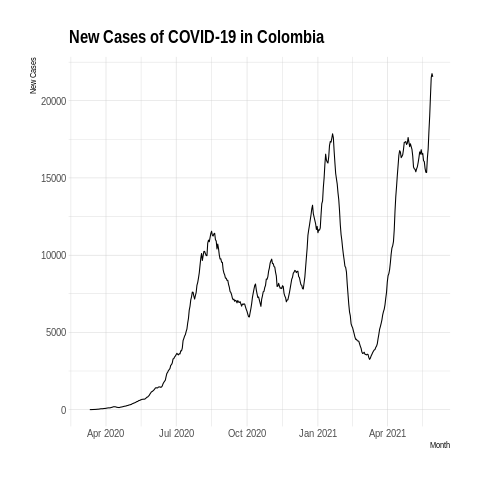 New Cases of COVID-19 in Colombia
New Cases
20000
15000
10000
5000
0
Apr 2020 Jul 2020 Oct 2020 Jan 2021 Apr 2021
Month